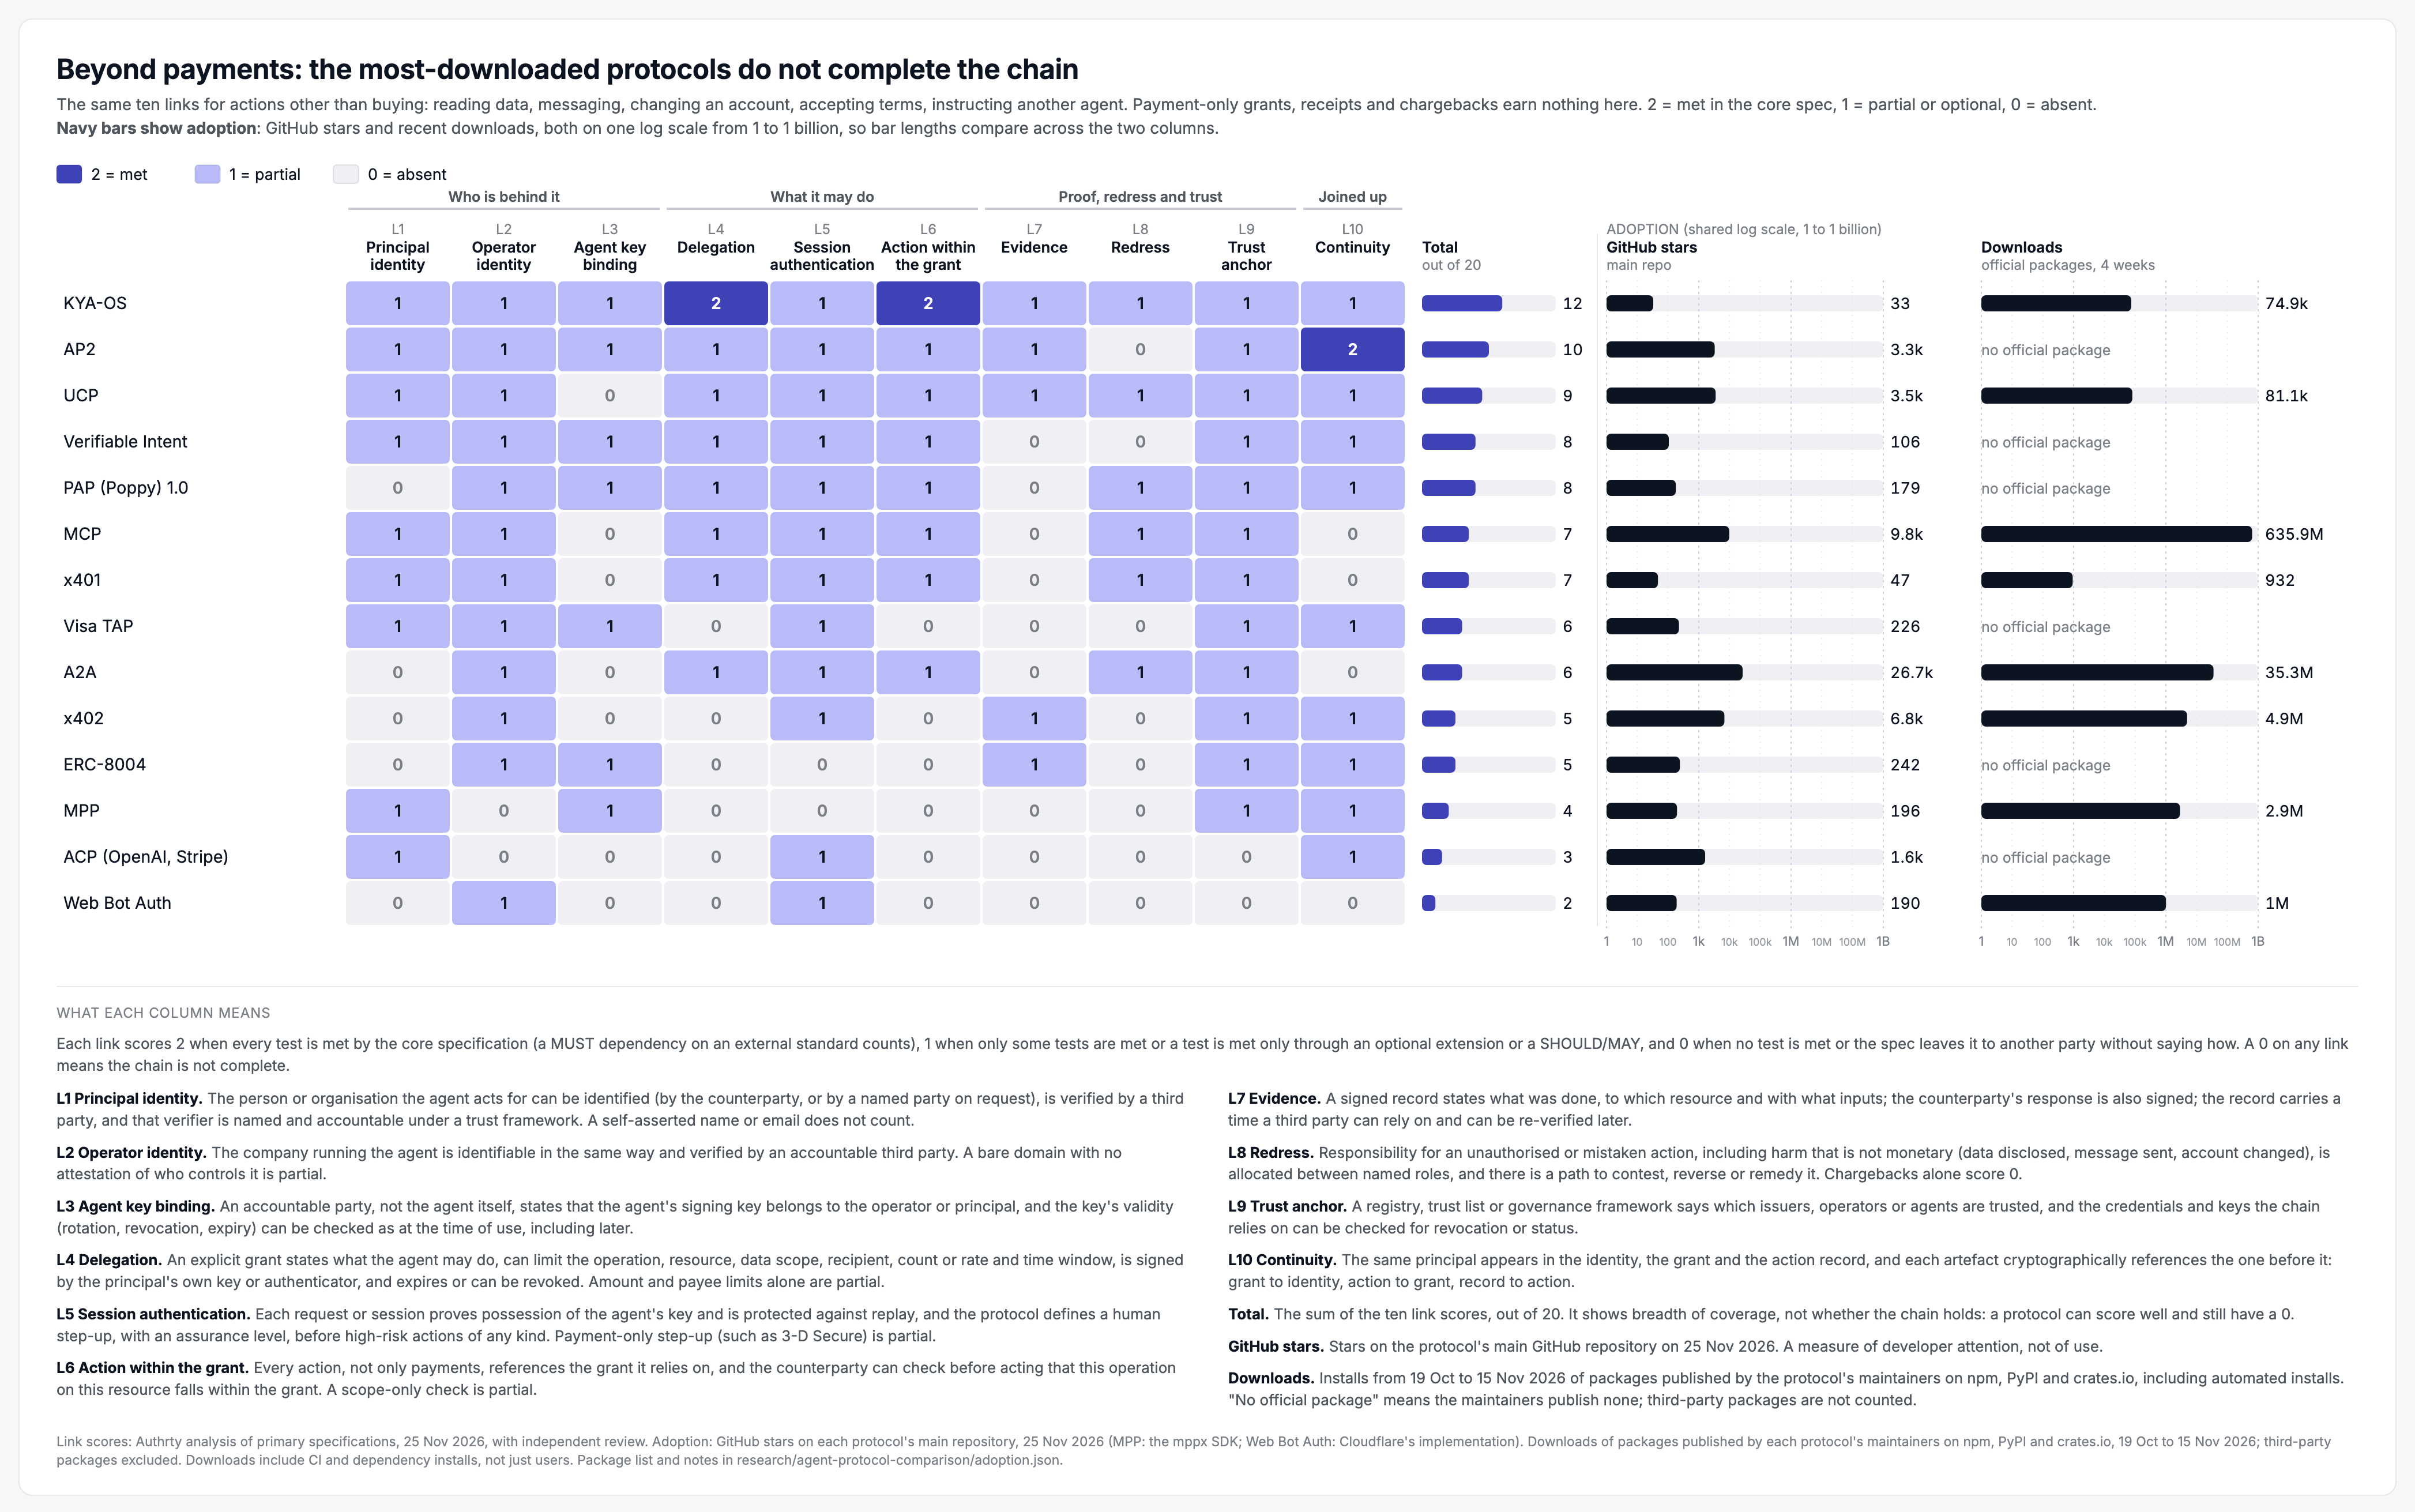 Beyond payments: the most-downloaded protocols do not complete the chain
The same ten links for actions other than buying: reading data, messaging, changing an account, accepting terms, instructing another agent. Payment-only grants, receipts and chargebacks earn nothing here. 2 = met in the core spec, 1 = partial or optional, 0 = absent.
Navy bars show adoption: GitHub stars and recent downloads, both on one log scale from 1 to 1 billion, so bar lengths compare across the two columns.
2 = met 1 = partial 0 = absent
Who is behind it What it may do Proof, redress and trust Joined up
L1 L2 L3 L4 L5 L6 L7 L8 L9 L10 ADOPTION (shared log scale, 1 to 1 billion)
Principal Operator Agent key Delegation Session Action within Evidence Redress Trust Continuity Total GitHub stars Downloads
identity identity binding authentication the grant anchor out of 20 main repo official packages, 4 weeks
KYA-OS 1 1 1 2 1 2 1 1 1 1 12 33 74.9k
AP2 1 1 1 1 1 1 1 0 1 2 10 3.3k no official package
UCP 1 1 0 1 1 1 1 1 1 1 9 3.5k 81.1k
Verifiable Intent 1 1 1 1 1 1 0 0 1 1 8 106 no official package
PAP (Poppy) 1.0 0 1 1 1 1 1 0 1 1 1 8 179 no official package
MCP 1 1 0 1 1 1 0 1 1 0 7 9.8k 635.9M
x401 1 1 0 1 1 1 0 1 1 0 7 47 932
Visa TAP 1 1 1 0 1 0 0 0 1 1 6 226 no official package
A2A 0 1 0 1 1 1 0 1 1 0 6 26.7k 35.3M
x402 0 1 0 0 1 0 1 0 1 1 5 6.8k 4.9M
ERC-8004 0 1 1 0 0 0 1 0 1 1 5 242 no official package
MPP 1 0 1 0 0 0 0 0 1 1 4 196 2.9M
ACP (OpenAI, Stripe) 1 0 0 0 1 0 0 0 0 1 3 1.6k no official package
Web Bot Auth 0 1 0 0 1 0 0 0 0 0 2 190 1M
1 10 100 1k 10k 100k 1M 10M 100M 1B 1 10 100 1k 10k 100k 1M 10M 100M 1B
WHAT EACH COLUMN MEANS
Each link scores 2 when every test is met by the core specification (a MUST dependency on an external standard counts), 1 when only some tests are met or a test is met only through an optional extension or a SHOULD/MAY, and 0 when no test is met or the spec leaves it to another party without saying how. A 0 on any link
means the chain is not complete.
L1 Principal identity. The person or organisation the agent acts for can be identified (by the counterparty, or by a named party on request), is verified by a third
party, and that verifier is named and accountable under a trust framework. A self-asserted name or email does not count.
L2 Operator identity. The company running the agent is identifiable in the same way and verified by an accountable third party. A bare domain with no
attestation of who controls it is partial.
L3 Agent key binding. An accountable party, not the agent itself, states that the agent's signing key belongs to the operator or principal, and the key's validity
(rotation, revocation, expiry) can be checked as at the time of use, including later.
L4 Delegation. An explicit grant states what the agent may do, can limit the operation, resource, data scope, recipient, count or rate and time window, is signed
by the principal's own key or authenticator, and expires or can be revoked. Amount and payee limits alone are partial.
L5 Session authentication. Each request or session proves possession of the agent's key and is protected against replay, and the protocol defines a human
step-up, with an assurance level, before high-risk actions of any kind. Payment-only step-up (such as 3-D Secure) is partial.
L6 Action within the grant. Every action, not only payments, references the grant it relies on, and the counterparty can check before acting that this operation
on this resource falls within the grant. A scope-only check is partial.
L7 Evidence. A signed record states what was done, to which resource and with what inputs; the counterparty's response is also signed; the record carries a
time a third party can rely on and can be re-verified later.
L8 Redress. Responsibility for an unauthorised or mistaken action, including harm that is not monetary (data disclosed, message sent, account changed), is
allocated between named roles, and there is a path to contest, reverse or remedy it. Chargebacks alone score 0.
L9 Trust anchor. A registry, trust list or governance framework says which issuers, operators or agents are trusted, and the credentials and keys the chain
relies on can be checked for revocation or status.
L10 Continuity. The same principal appears in the identity, the grant and the action record, and each artefact cryptographically references the one before it:
grant to identity, action to grant, record to action.
Total. The sum of the ten link scores, out of 20. It shows breadth of coverage, not whether the chain holds: a protocol can score well and still have a 0.
GitHub stars. Stars on the protocol's main GitHub repository on 25 Nov 2026. A measure of developer attention, not of use.
Downloads. Installs from 19 Oct to 15 Nov 2026 of packages published by the protocol's maintainers on npm, PyPI and crates.io, including automated installs.
"No official package" means the maintainers publish none; third-party packages are not counted.
Link scores: Authrty analysis of primary specifications, 25 Nov 2026, with independent review. Adoption: GitHub stars on each protocol's main repository, 25 Nov 2026 (MPP: the mppx SDK; Web Bot Auth: Cloudflare's implementation). Downloads of packages published by each protocol's maintainers on npm, PyPI and crates.io, 19 Oct to 15 Nov 2026; third-party
packages excluded. Downloads include CI and dependency installs, not just users. Package list and notes in research/agent-protocol-comparison/adoption.json.